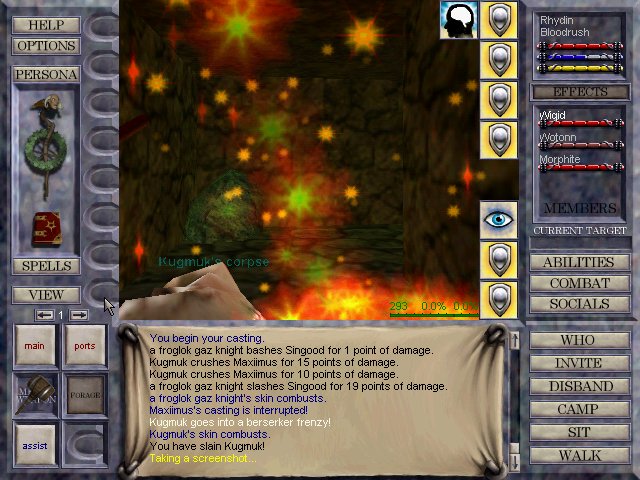 HELP
OPTIONS
PERSONA
SPELLS
VIEW
1
main
ports
FORAGE
assist
Kugmuk's corpse
293 0.0% 0.0%
You begin your casting.
a froglok gaz knight bashes Singood for 1 point of damage.
Kugmuk crushes Maxiimus for 15 points of damage.
Kugmuk crushes Maxiimus for 10 points of damage.
a froglok gaz knight slashes Singood for 19 points of damage.
a froglok gaz knight's skin combusts.
Maxiimus's casting is interrupted!
Kugmuk goes into a berserker frenzy!
Kugmuk's skin combusts.
You have slain Kugmuk!
Taking a screenshot...
Rhydin
Bloodrush
EFFECTS
Wigid
Wotonn
Morphite
MEMBERS
CURRENT TARGET
ABILITIES
COMBAT
SOCIALS
WHO
INVITE
DISBAND
CAMP
SIT
WALK